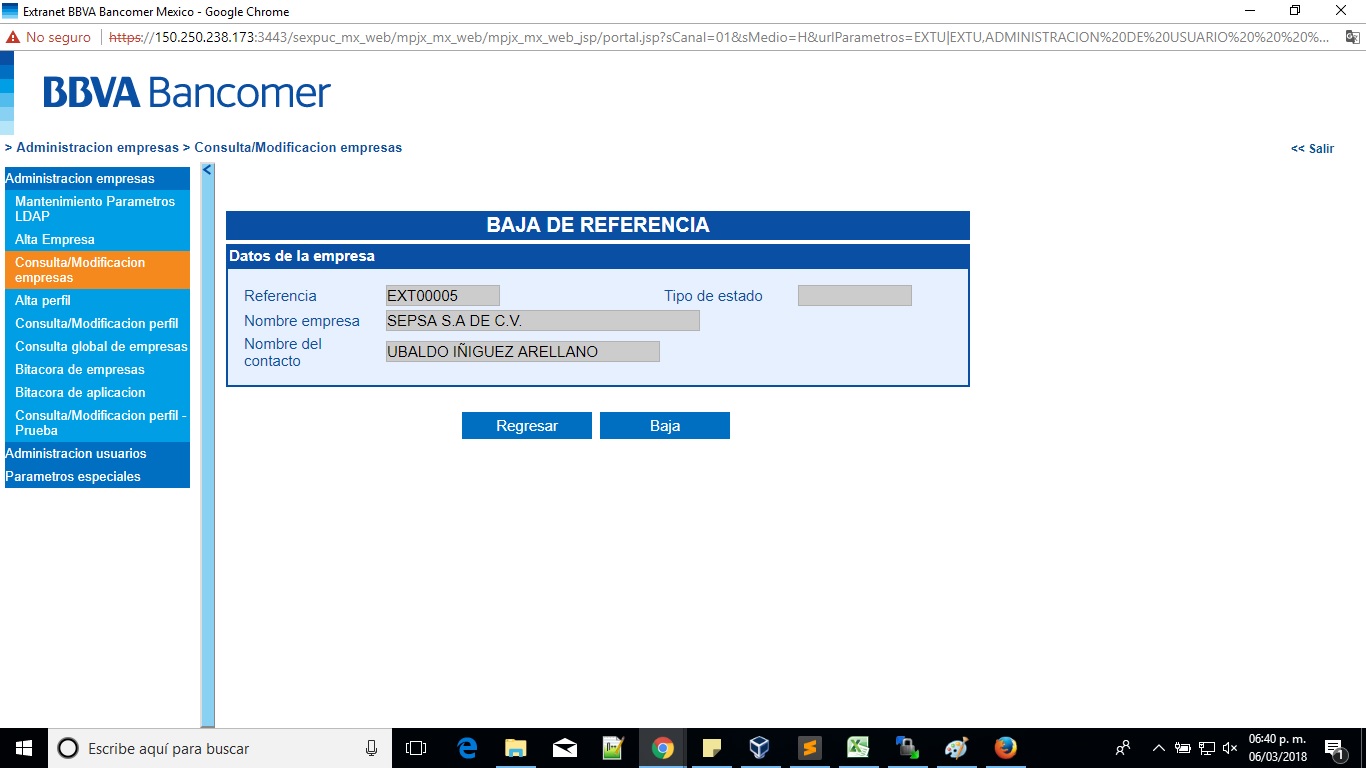 Extranet BBVA Bancomer Mexico - Google Chrome
No seguro https://150.250.238.173:3443/sexpuc_mx_web/mpjx_mx_web/mpjx_mx_web_jsp/portal.jsp?sCanal=01&sMedio=H&urlParametros=EXTU|EXTU,ADMINISTRACION%20DE%20USUARIO%20%20%20%...
BBVA Bancomer
> Administracion empresas > Consulta/Modificacion empresas
<< Salir
Administracion empresas
Mantenimiento Parametros
LDAP
Alta Empresa
Consulta/Modificacion
empresas
Alta perfil
Consulta/Modificacion perfil
Consulta global de empresas
Bitacora de empresas
Bitacora de aplicacion
Consulta/Modificacion perfil -
Prueba
Administracion usuarios
Parametros especiales
<
BAJA DE REFERENCIA
Datos de la empresa
Referencia EXT00005 Tipo de estado
Nombre empresa SEPSA S.A DE C.V.
Nombre del
contacto UBALDO IÑIGUEZ ARELLANO
Regresar Baja
Escribe aquí para buscar
06:40 p. m.
06/03/2018
1